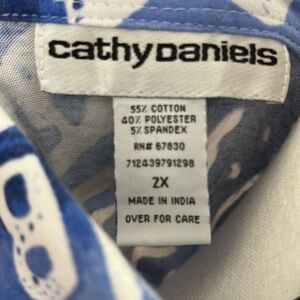 cathy Daniels
55% COTTON
40% POLYESTER
5% SPANDEX
RN# 67830
712439791298
2X
MADE IN INDIA
OVER FOR CARE